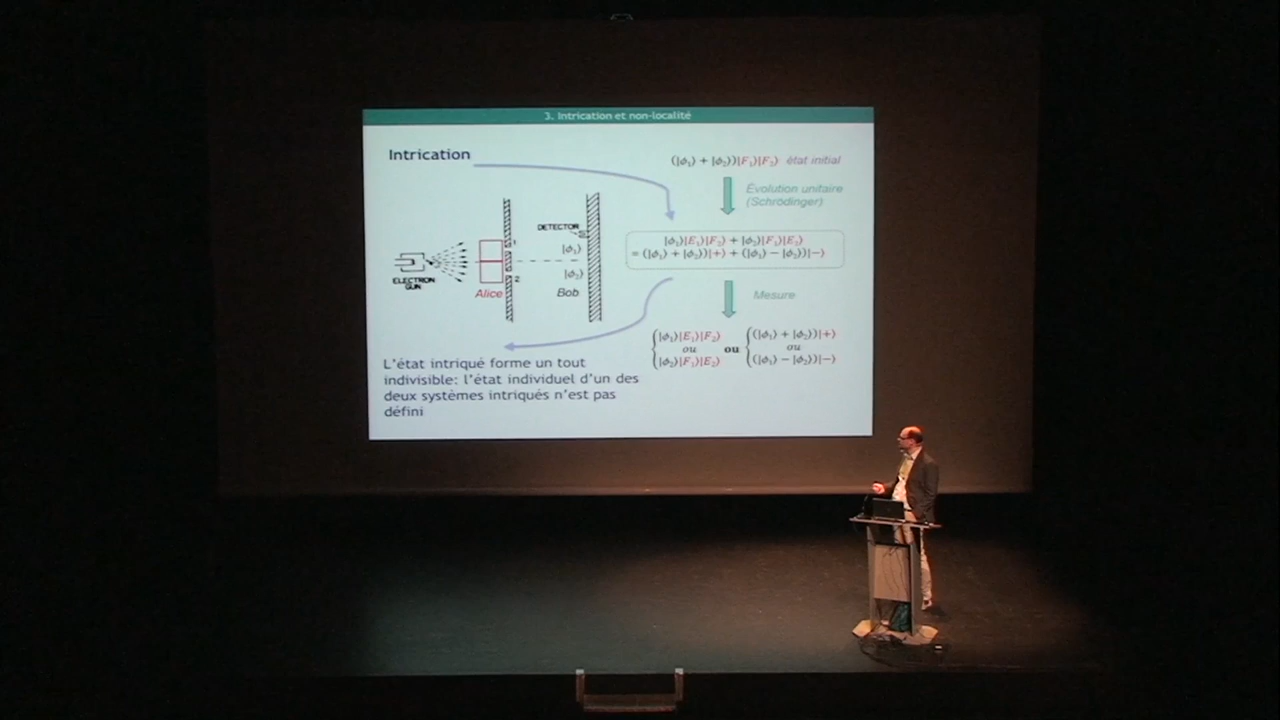 3. Intrication et non-localité
Intrication
(|ϕ₁⟩ + |ϕ₂⟩)|F₁⟩|F₂⟩ état initial
Évolution unitaire
(Schrödinger)
DETECTOR
1
|ϕ₁⟩
|ϕ₂⟩
2
ELECTRON
GUN
Alice
Bob
|ϕ₁⟩|E₁⟩|F₂⟩ + |ϕ₂⟩|F₁⟩|E₂⟩
= (|ϕ₁⟩ + |ϕ₂⟩)|+⟩ + (|ϕ₁⟩ − |ϕ₂⟩)|−⟩
Mesure
|ϕ₁⟩|E₁⟩|F₂⟩
ou
|ϕ₂⟩|F₁⟩|E₂⟩
ou
(|ϕ₁⟩ + |ϕ₂⟩)|+⟩
ou
(|ϕ₁⟩ − |ϕ₂⟩)|−⟩
L'état intriqué forme un tout
indivisible: l'état individuel d'un des
deux systèmes intriqués n'est pas
défini